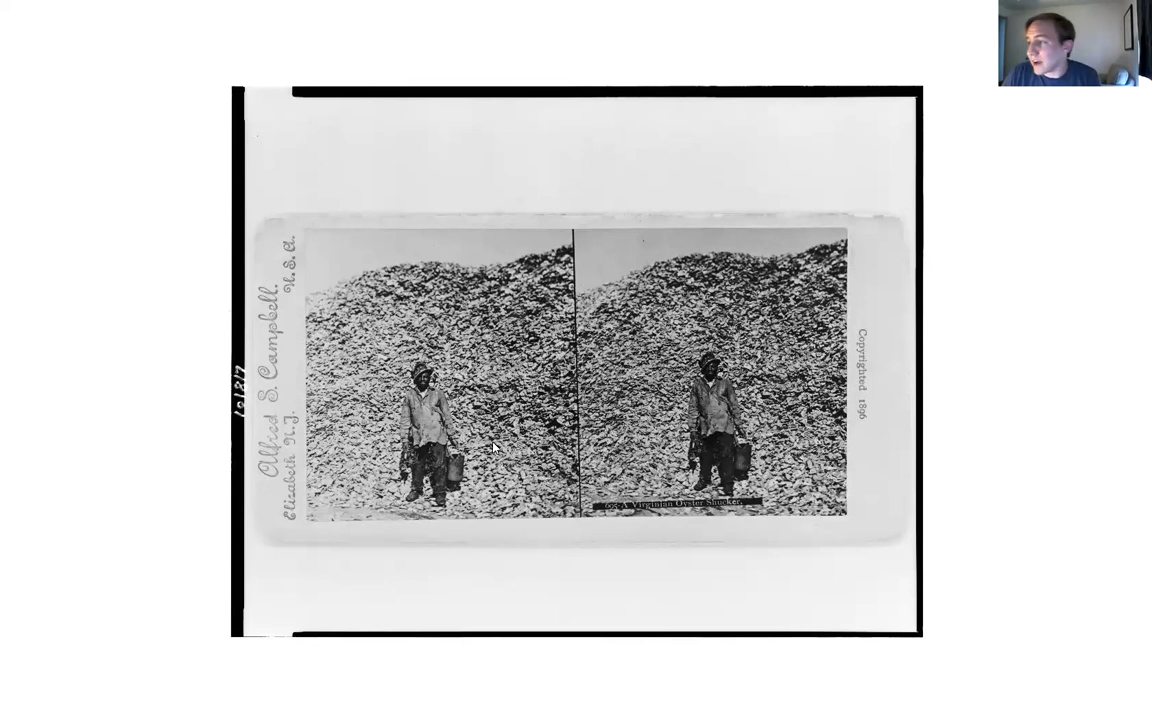 Alfred S. Campbell.
Elizabeth N.J. U.S.A.
Copyrighted 1896
A Virginian Oyster Shucker.